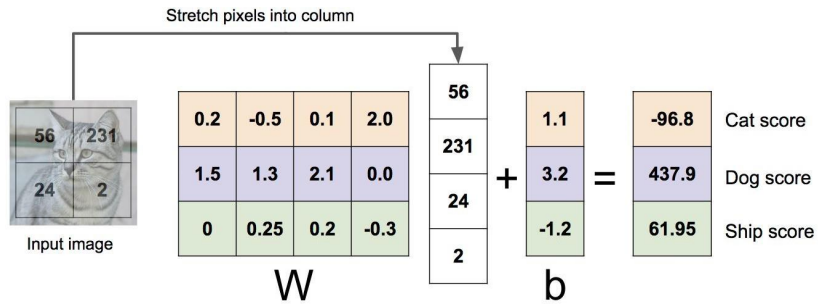 Stretch pixels into column
56 231
24 2
Input image
0.2 -0.5 0.1 2.0
1.5 1.3 2.1 0.0
0 0.25 0.2 -0.3
W
56
231
24
2
+
1.1
3.2
-1.2
b
=
-96.8 Cat score
437.9 Dog score
61.95 Ship score